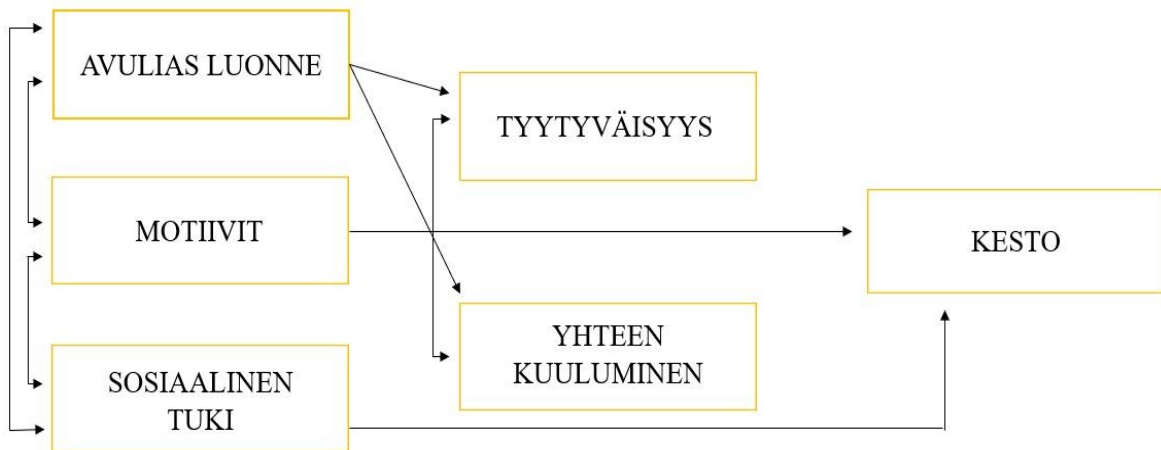 AVULIAS LUONNE
MOTIIVIT
SOSIAALINEN
TUKI
TYYTYVÄISYYS
YHTEEN
KUULUMINEN
KESTO